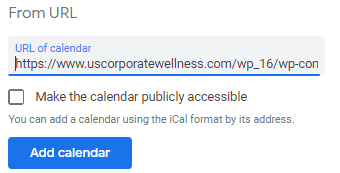 From URL
URL of calendar
https://www.uscorporatewellness.com/wp_16/wp-con
Make the calendar publicly accessible
You can add a calendar using the iCal format by its address.
Add calendar